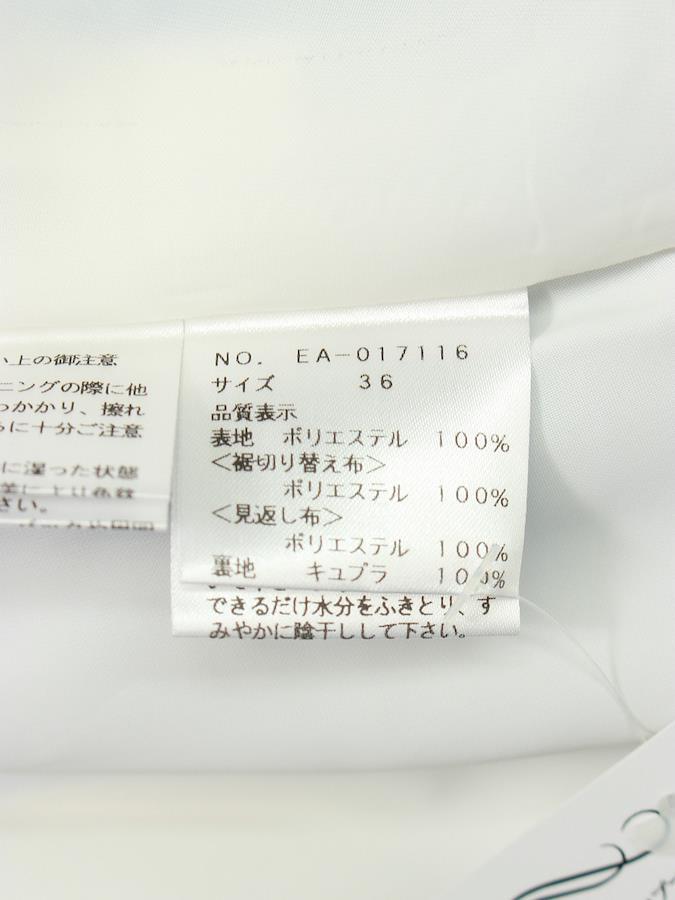 い上の御注意
ニングの際に他
っかかり、擦れ
らに十分ご注意
に湿った状態
さい。
NO. EA-017116
サイズ 36
品質表示
表地 ポリエステル 100%
<裾切り替え布>
ポリエステル 100%
<見返し布>
ポリエステル 100%
裏地 キュプラ 100%
できるだけ水分をふきとり、す
みやかに陰干しして下さい。